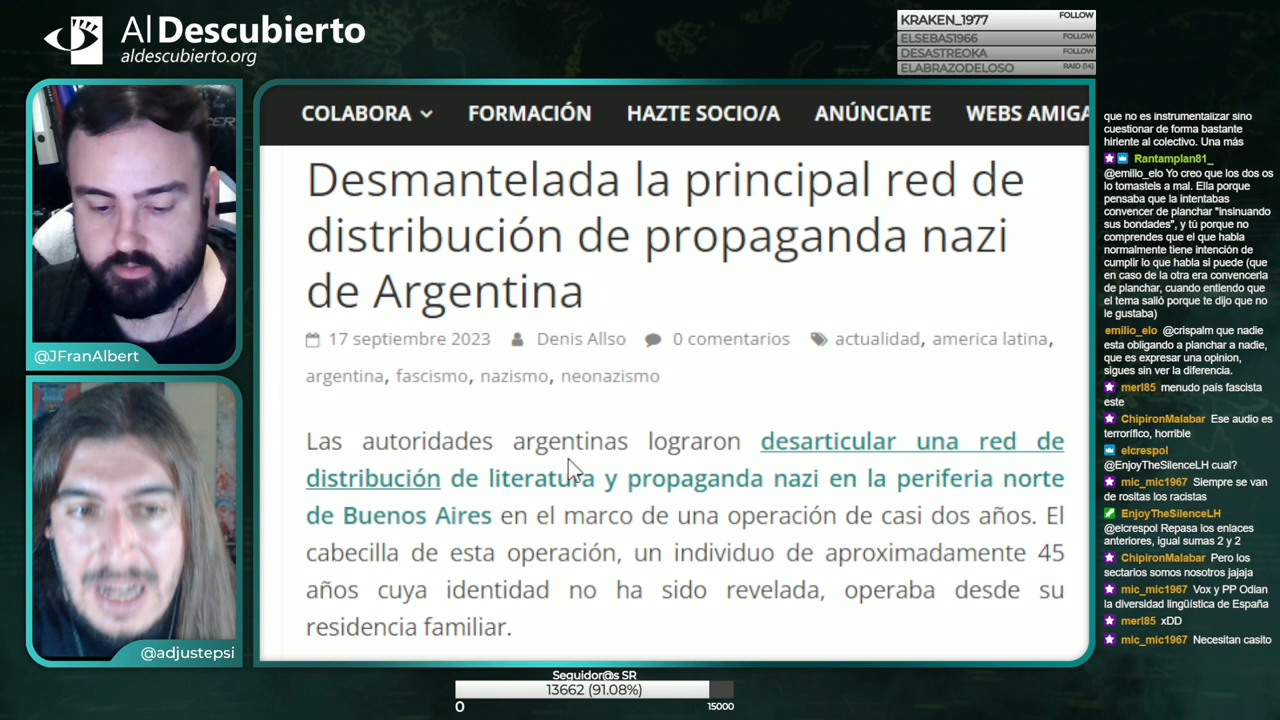 Al Descubierto
aldescubierto.org
KRAKEN_1977 FOLLOW
ELSEBAS1966 FOLLOW
DESASTREOKA FOLLOW
ELABRAZODELOSO RAID (14)
@JFranAlbert
@adjustepsi
COLABORA FORMACIÓN HAZTE SOCIO/A ANÚNCIATE WEBS AMIGA
Desmantelada la principal red de
distribución de propaganda nazi
de Argentina
17 septiembre 2023 Denis Allso 0 comentarios actualidad, america latina,
argentina, fascismo, nazismo, neonazismo
Las autoridades argentinas lograron desarticular una red de
distribución de literatura y propaganda nazi en la periferia norte
de Buenos Aires en el marco de una operación de casi dos años. El
cabecilla de esta operación, un individuo de aproximadamente 45
años cuya identidad no ha sido revelada, operaba desde su
residencia familiar.
que no es instrumentalizar sino
cuestionar de forma bastante
hiriente al colectivo. Una más
Rantamplan81_
@emilio_elo Yo creo que los dos os
lo tomasteis a mal. Ella porque
pensaba que la intentabas
convencer de planchar "insinuando
sus bondades", y tú porque no
comprendes que el que habla
normalmente tiene intención de
cumplir lo que habla si puede (que
en caso de la otra era convencerla
de planchar, cuando entiendo que
el tema salió porque te dijo que no
le gustaba)
emilio_elo @crispalm que nadie
esta obligando a planchar a nadie,
que es expresar una opinion,
sigues sin ver la diferencia.
merl85 menudo país fascista
este
ChipironMalabar Ese audio es
terrorífico, horrible
elcrespol
@EnjoyTheSilenceLH cual?
mic_mic1967 Siempre se van
de rositas los racistas
EnjoyTheSilenceLH
@elcrespol Repasa los enlaces
anteriores, igual sumas 2 y 2
ChipironMalabar Pero los
sectarios somos nosotros jajaja
mic_mic1967 Vox y PP Odian
la diversidad lingüística de España
merl85 xDD
mic_mic1967 Necesitan casito
Seguidor@s SR
13662 (91.08%)
0 15000